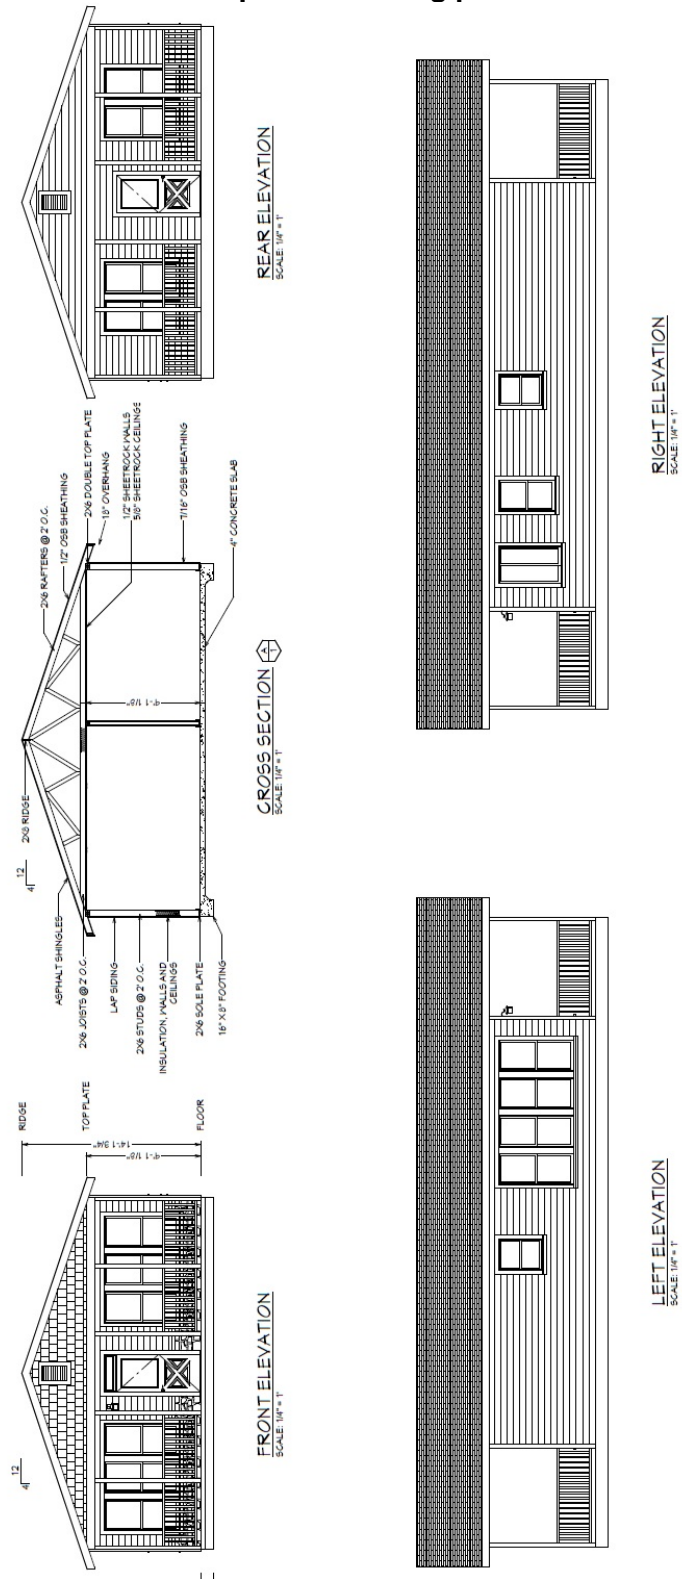 REAR ELEVATION
SCALE: 1/4" = 1'
12
4
2X8 RIDGE
ASPHALT SHINGLES
2X6 JOISTS @ 2' O.C.
LAP SIDING
2X6 STUDS @ 2' O.C.
INSULATION, WALLS AND
CEILINGS
2X6 SOLE PLATE
16" X 8" FOOTING
2X6 RAFTERS @ 2' O.C.
1/2" OSB SHEATHING
2X6 DOUBLE TOP PLATE
18" OVERHANG
1/2" SHEETROCK WALLS
5/8" SHEETROCK CEILINGS
7/16" OSB SHEATHING
4" CONCRETE SLAB
9'-1 1/8"
CROSS SECTION
A
1
SCALE: 1/4" = 1'
12
4
RIDGE
TOP PLATE
FLOOR
14'-1 3/4"
9'-1 1/8"
FRONT ELEVATION
SCALE: 1/4" = 1'
RIGHT ELEVATION
SCALE: 1/4" = 1'
LEFT ELEVATION
SCALE: 1/4" = 1'